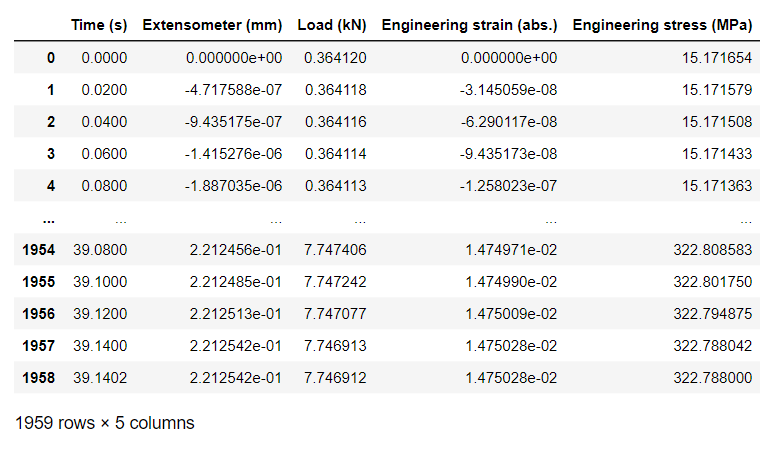 Time (s) Extensometer (mm) Load (kN) Engineering strain (abs.) Engineering stress (MPa)
0 0.0000 0.000000e+00 0.364120 0.000000e+00 15.171654
1 0.0200 -4.717588e-07 0.364118 -3.145059e-08 15.171579
2 0.0400 -9.435175e-07 0.364116 -6.290117e-08 15.171508
3 0.0600 -1.415276e-06 0.364114 -9.435173e-08 15.171433
4 0.0800 -1.887035e-06 0.364113 -1.258023e-07 15.171363
... ... ... ... ... ...
1954 39.0800 2.212456e-01 7.747406 1.474971e-02 322.808583
1955 39.1000 2.212485e-01 7.747242 1.474990e-02 322.801750
1956 39.1200 2.212513e-01 7.747077 1.475009e-02 322.794875
1957 39.1400 2.212542e-01 7.746913 1.475028e-02 322.788042
1958 39.1402 2.212542e-01 7.746912 1.475028e-02 322.788000
1959 rows × 5 columns